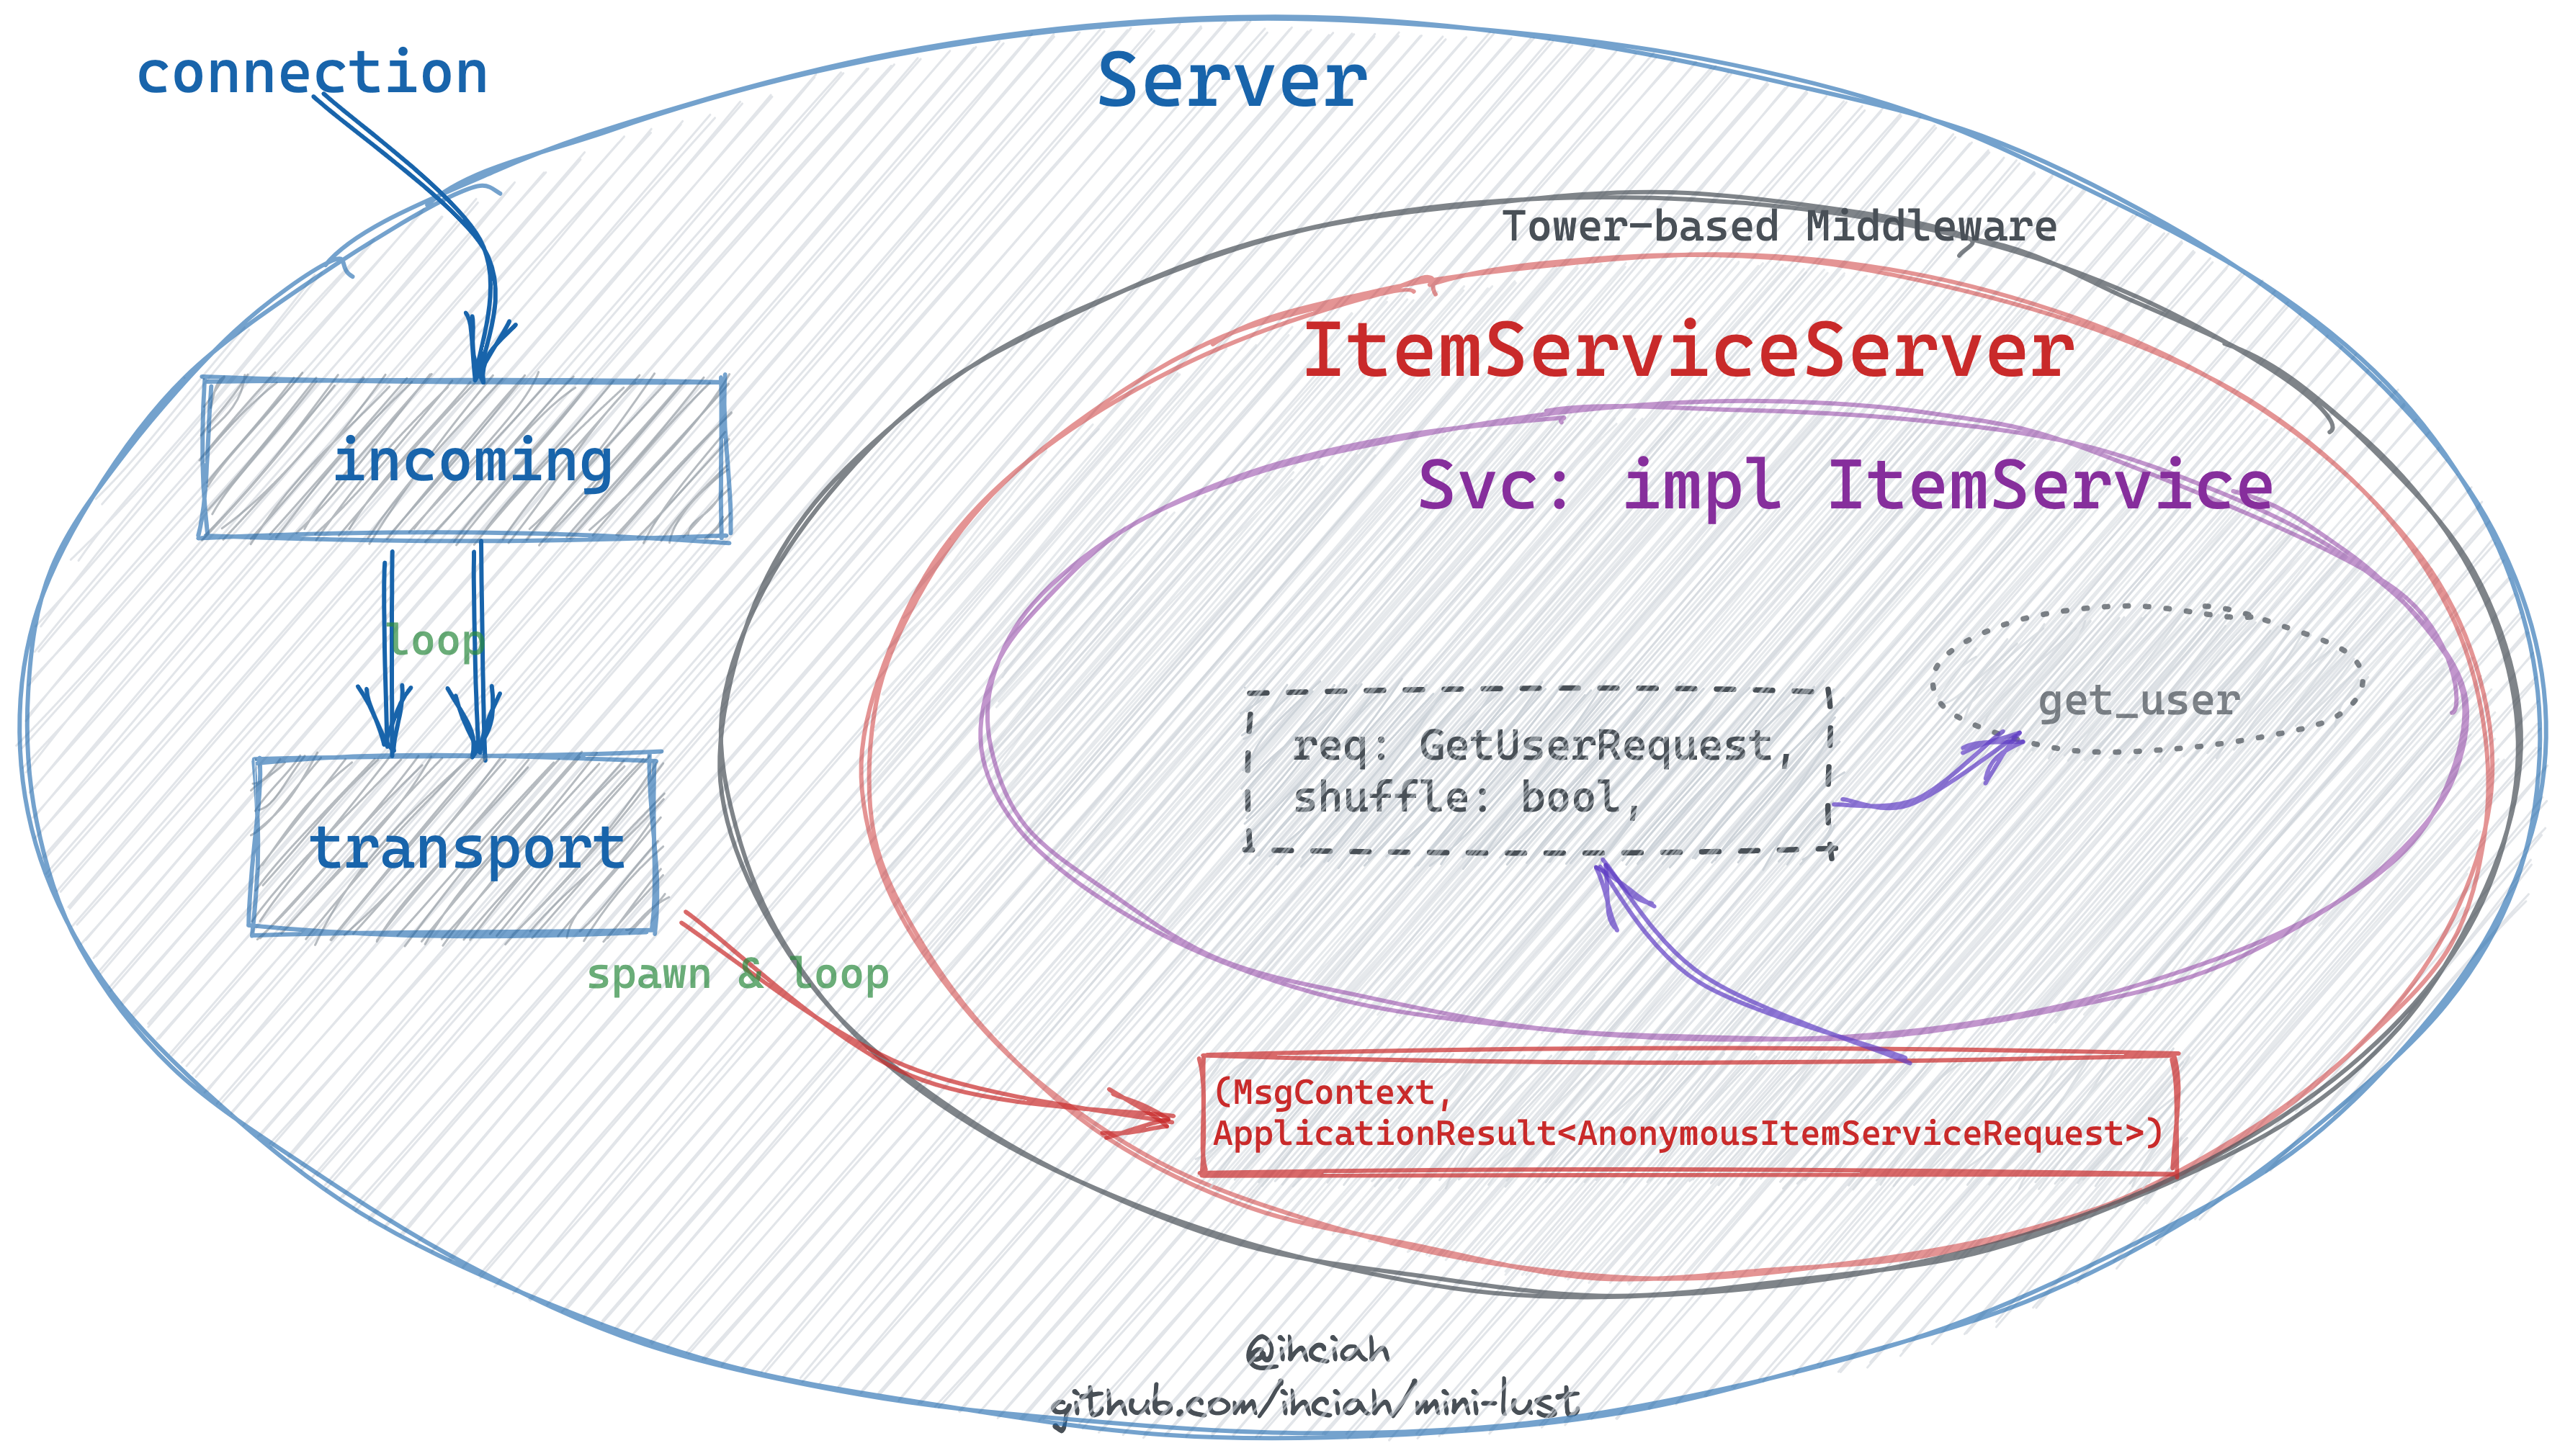 connection
Server
Tower-based Middleware
ItemServiceServer
incoming
Svc: impl ItemService
loop
get_user
req: GetUserRequest,
shuffle: bool,
transport
spawn & loop
(MsgContext,
ApplicationResult<AnonymousItemServiceRequest>)
@ihciah
github.com/ihciah/mini-lust